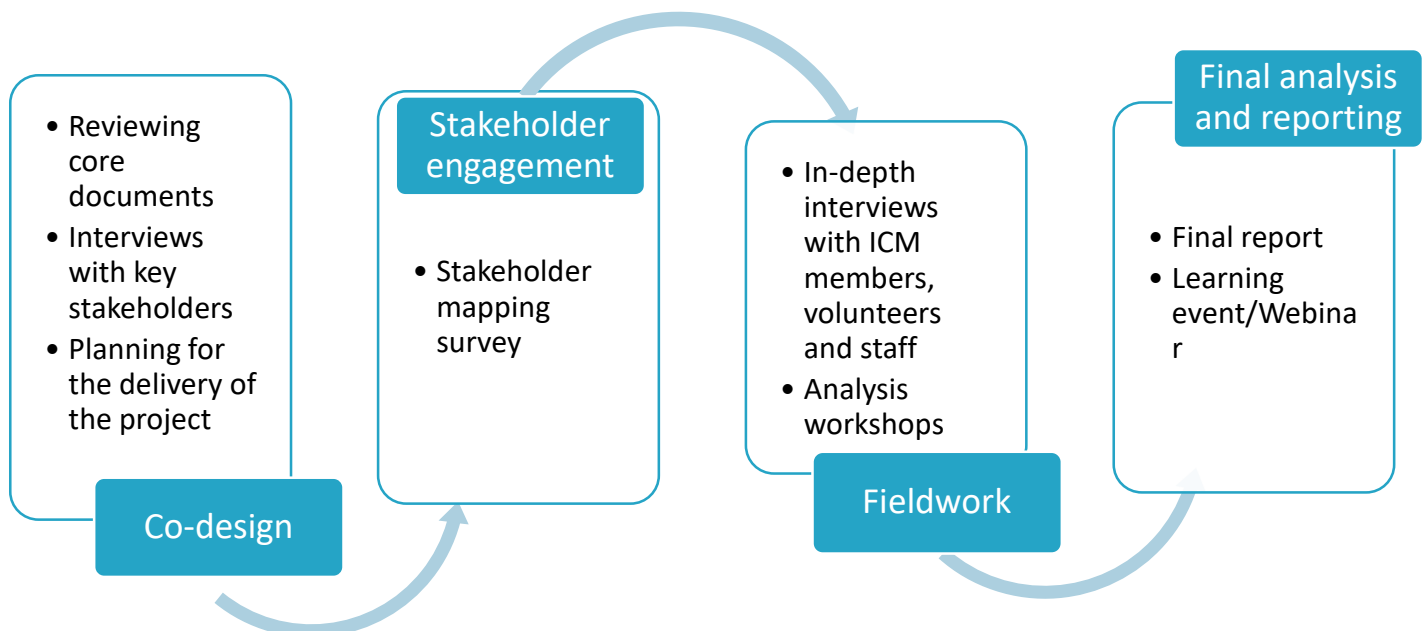 • Reviewing
core
documents
• Interviews
with key
stakeholders
• Planning for
the delivery of
the project
Co-design
Stakeholder
engagement
• Stakeholder
mapping
survey
• In-depth
interviews
with ICM
members,
volunteers
and staff
• Analysis
workshops
Fieldwork
Final analysis
and reporting
• Final report
• Learning
event/Webina
r